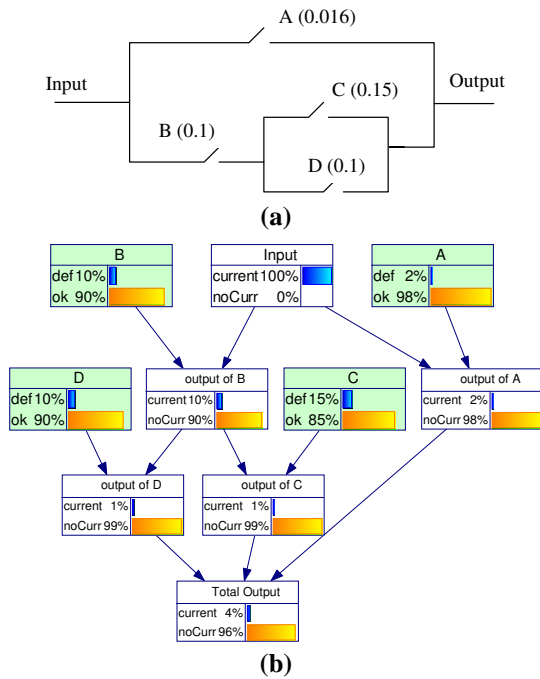 A (0.016)
Input
Output
C (0.15)
B (0.1)
D (0.1)
(a)
B
def 10%
ok 90%
Input
current 100%
noCurr 0%
A
def 2%
ok 98%
D
def 10%
ok 90%
output of B
current 10%
noCurr 90%
C
def 15%
ok 85%
output of A
current 2%
noCurr 98%
output of D
current 1%
noCurr 99%
output of C
current 1%
noCurr 99%
Total Output
current 4%
noCurr 96%
(b)